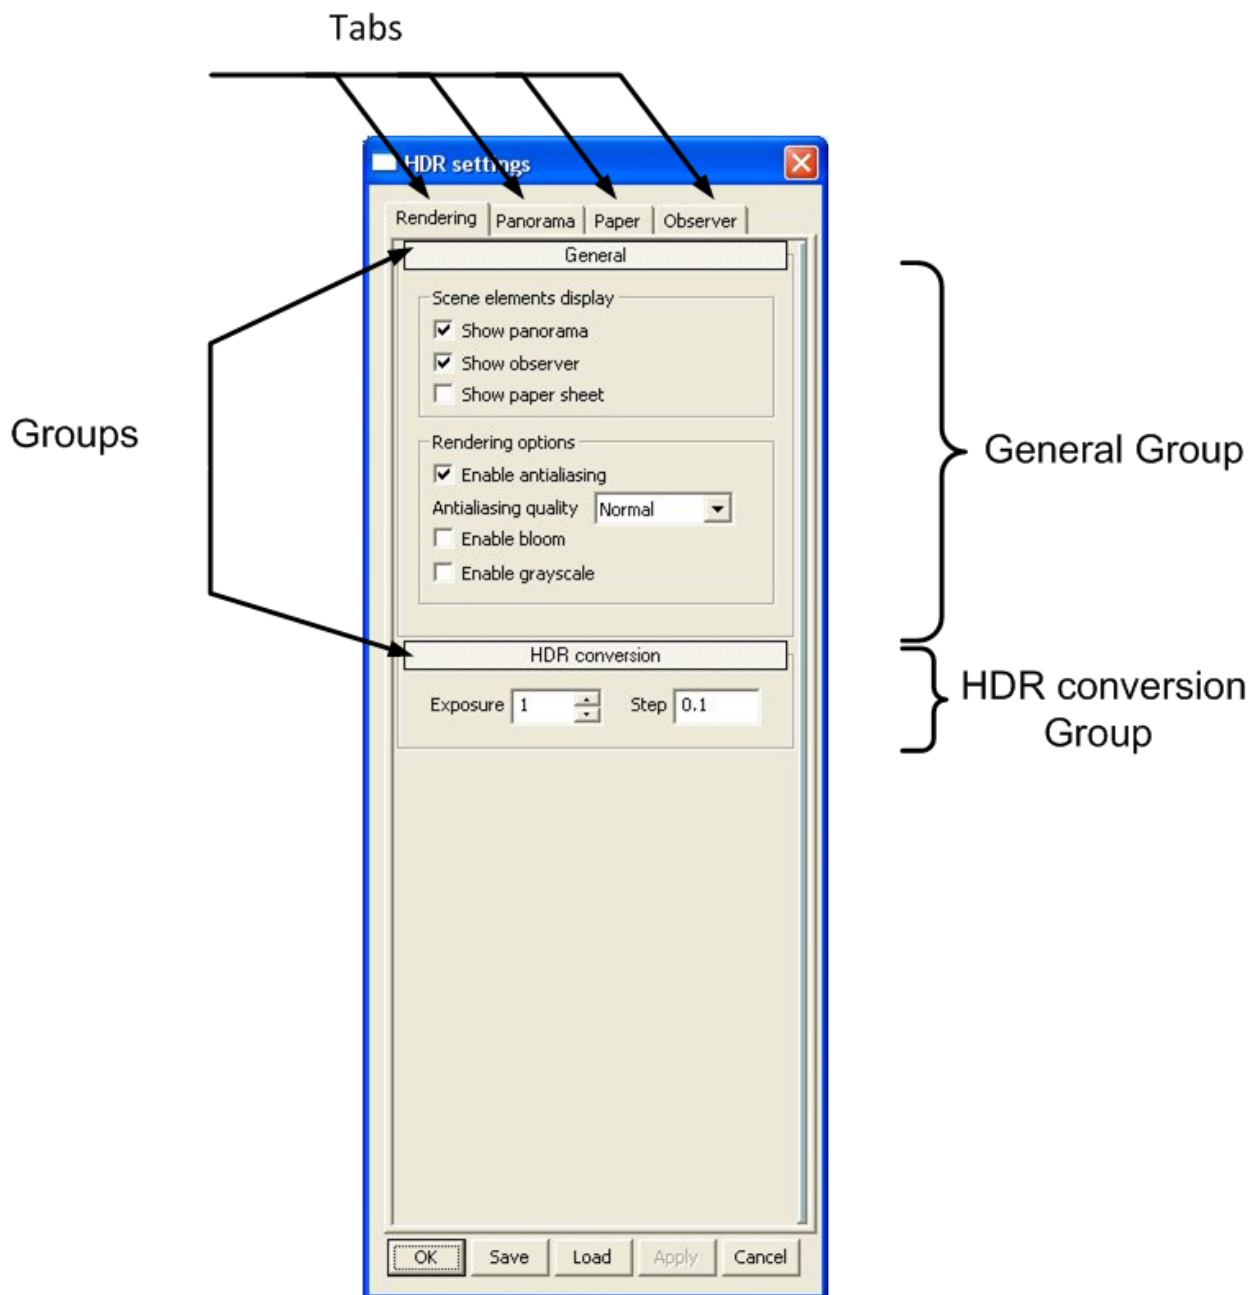 Tabs
HDR settings
Rendering Panorama Paper Observer
General
Scene elements display
Show panorama
Show observer
Show paper sheet
Groups
General Group
Rendering options
Enable antialiasing
Antialiasing quality Normal
Enable bloom
Enable grayscale
HDR conversion
Exposure 1 Step 0.1
HDR conversion
Group
OK Save Load Apply Cancel